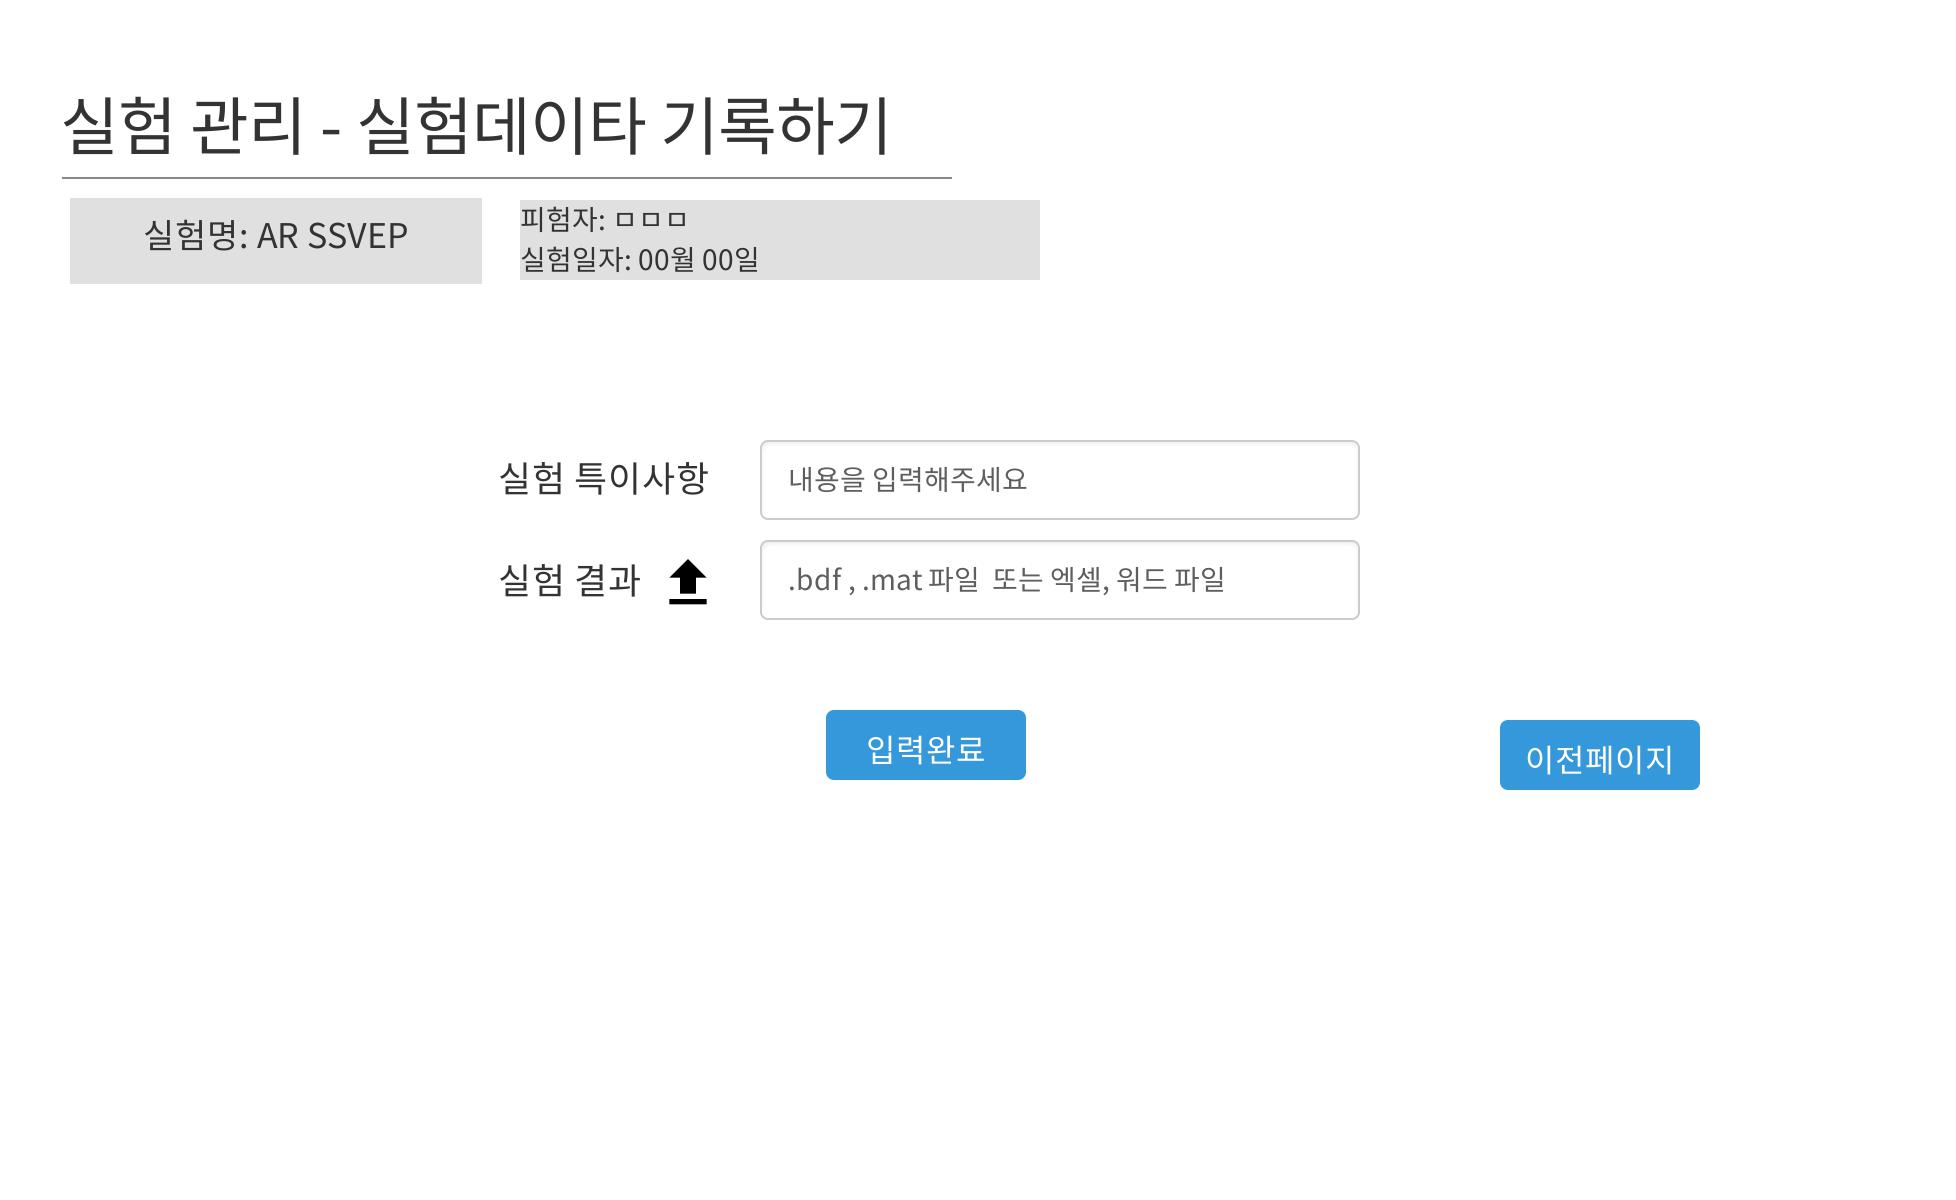 실험 관리 - 실험데이타 기록하기
실험명: AR SSVEP
피험자: ㅁㅁㅁ
실험일자: 00월 00일
실험 특이사항
내용을 입력해주세요
실험 결과
.bdf , .mat 파일  또는 엑셀, 워드 파일
입력완료
이전페이지